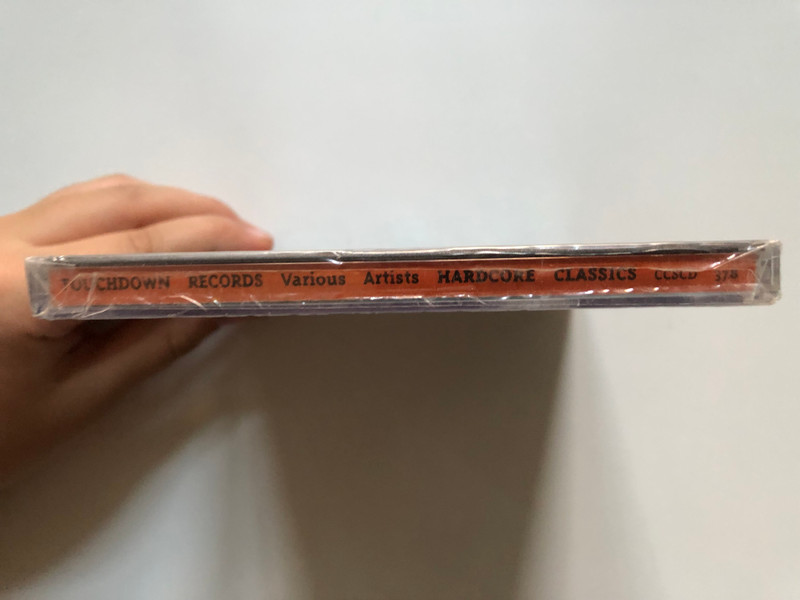 TOUCHDOWN RECORDS Various Artists HARDCORE CLASSICS CCSCD 378